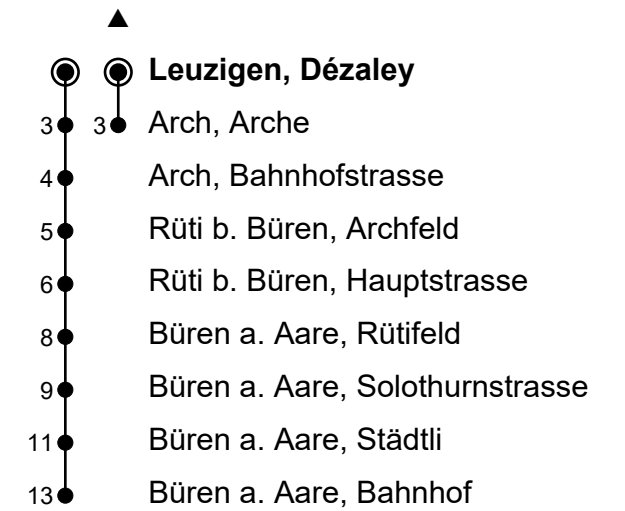 ▲
Leuzigen, Dézaley
3 3 Arch, Arche
4 Arch, Bahnhofstrasse
5 Rüti b. Büren, Archfeld
6 Rüti b. Büren, Hauptstrasse
8 Büren a. Aare, Rütifeld
9 Büren a. Aare, Solothurnstrasse
11 Büren a. Aare, Städtli
13 Büren a. Aare, Bahnhof